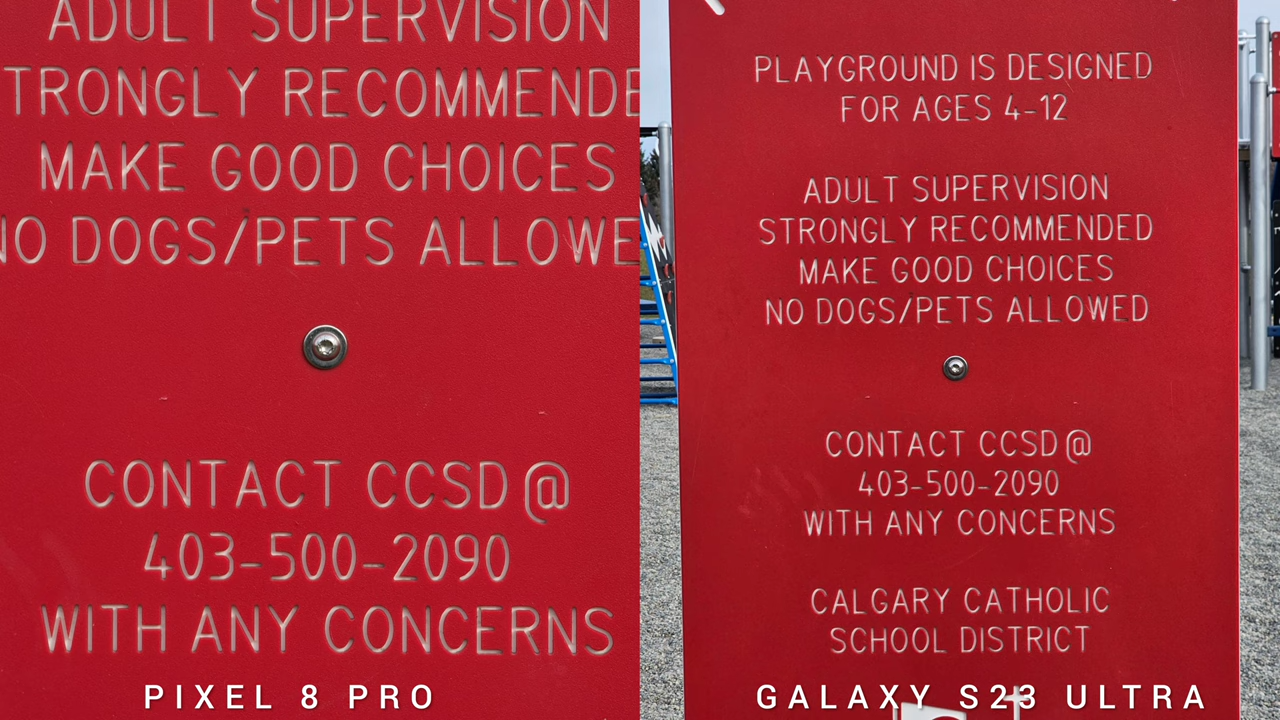 ADULT SUPERVISION
TRONGLY RECOMMENDE
MAKE GOOD CHOICES
NO DOGS/PETS ALLOWE
CONTACT CCSD@
403-500-2090
WITH ANY CONCERNS
PIXEL 8 PRO
PLAYGROUND IS DESIGNED
FOR AGES 4-12
ADULT SUPERVISION
STRONGLY RECOMMENDED
MAKE GOOD CHOICES
NO DOGS/PETS ALLOWED
CONTACT CCSD@
403-500-2090
WITH ANY CONCERNS
CALGARY CATHOLIC
SCHOOL DISTRICT
GALAXY S23 ULTRA